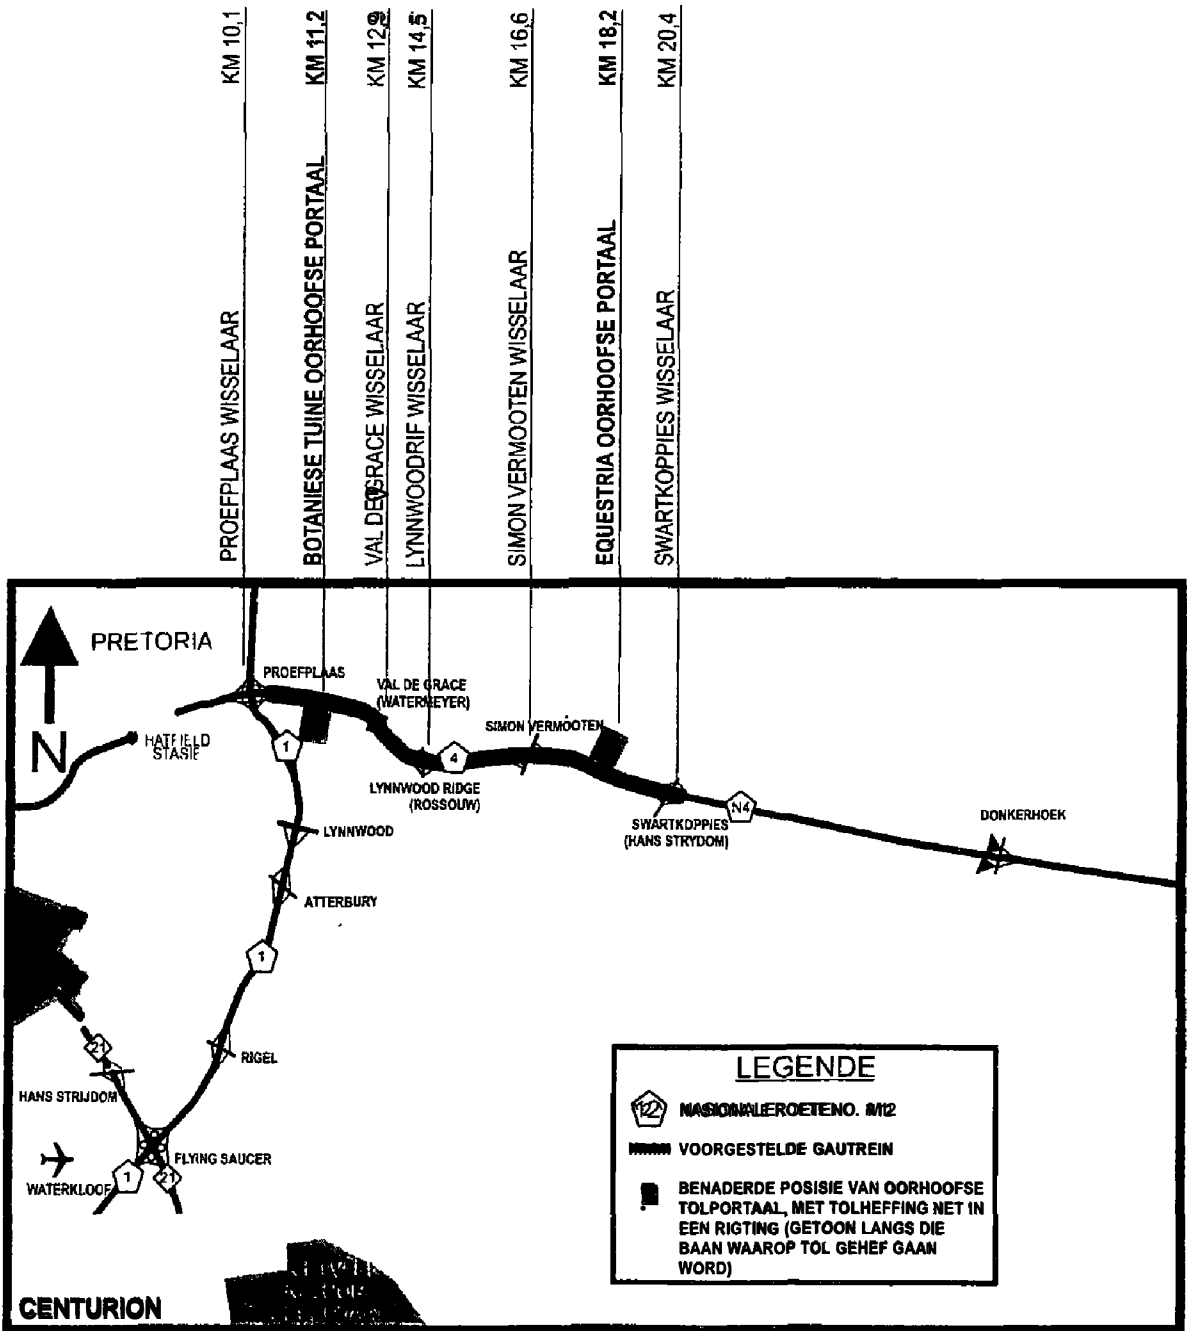 PROEFPLAAS WISSELAAR KM 10,1
BOTANIESE TUINE OORHOOFSE PORTAAL KM 11,2
VAL DE GRACE WISSELAAR
LYNNWOODRIF WISSELAAR KM 14,5
SIMON VERMOOTEN WISSELAAR KM 16,6
EQUESTRIA OORHOOFSE PORTAAL KM 18,2
SWARTKOPPIES WISSELAAR KM 20,4
PRETORIA
N
PROEFPLAAS
VAL DE GRACE
(WATERMEYER)
SIMON VERMOOTEN
HATFIELD
STASIE
1
4
LYNNWOOD RIDGE
(ROSSOUW)
N4
SWARTKOPPIES
(HANS STRYDOM)
DONKERHOEK
LYNNWOOD
ATTERBURY
1
RIGEL
21
HANS STRIJDOM
FLYING SAUCER
WATERKLOOF
1
21
CENTURION
LEGENDE
VOORGESTELDE GAUTREIN
BENADERDE POSISIE VAN OORHOOFSE
TOLPORTAAL, MET TOLHEFFING NET IN
EEN RIGTING (GETOON LANGS DIE
BAAN WAAROP TOL GEHEF GAAN
WORD)